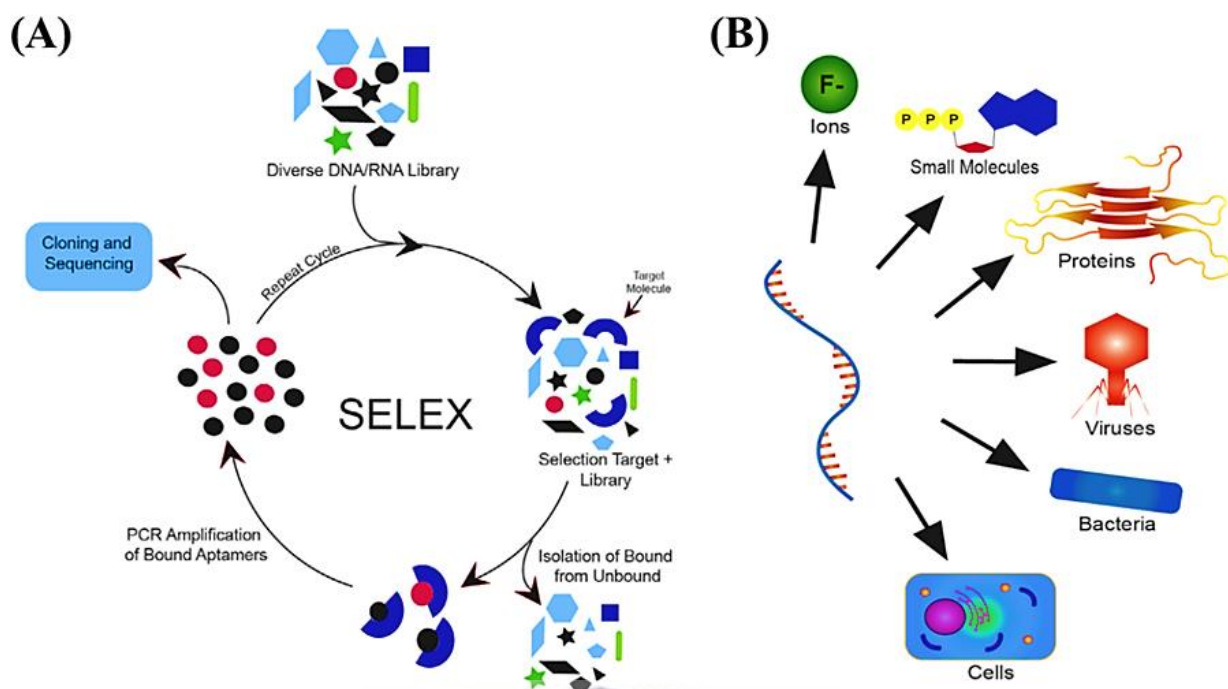 (A)
Diverse DNA/RNA Library
Cloning and
Sequencing
Repeat Cycle
Target
Molecule
SELEX
Selection Target +
Library
PCR Amplification
of Bound Aptamers
Isolation of Bound
from Unbound
(B)
F-
Ions
P P P
Small Molecules
Proteins
Viruses
Bacteria
Cells